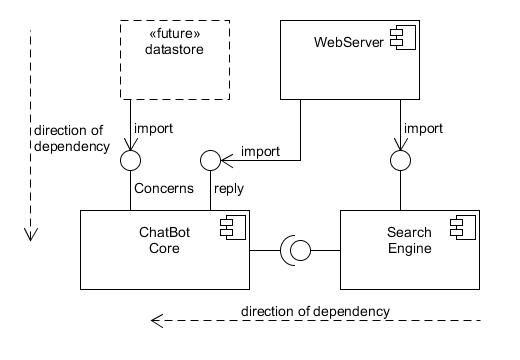 «future»
datastore
WebServer
import
import
direction of
dependency
import
Concerns
reply
ChatBot
Core
Search
Engine
direction of dependency